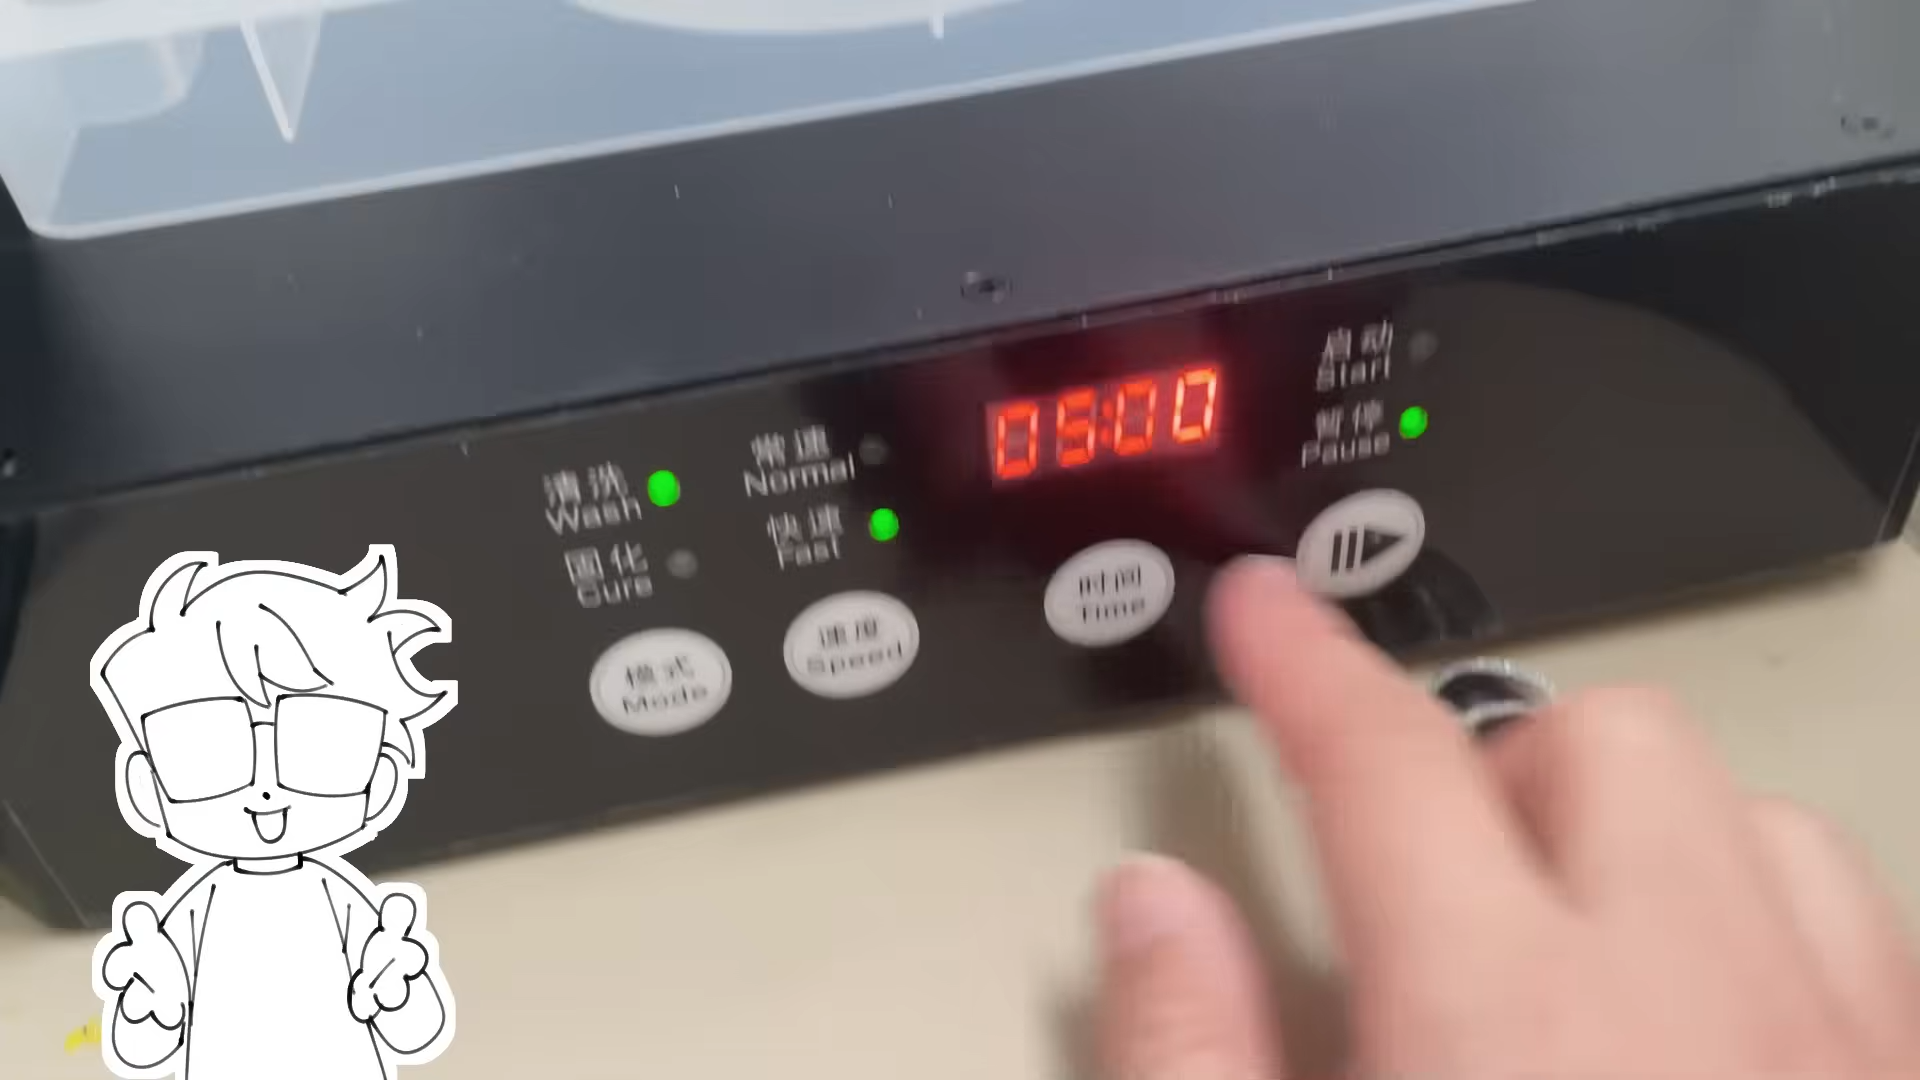 清洗
Wash
固化
Cure
模式
Mode
常速
Normal
快速
Fast
速度
Speed
05:00
时间
Time
启动
Start
暂停
Pause